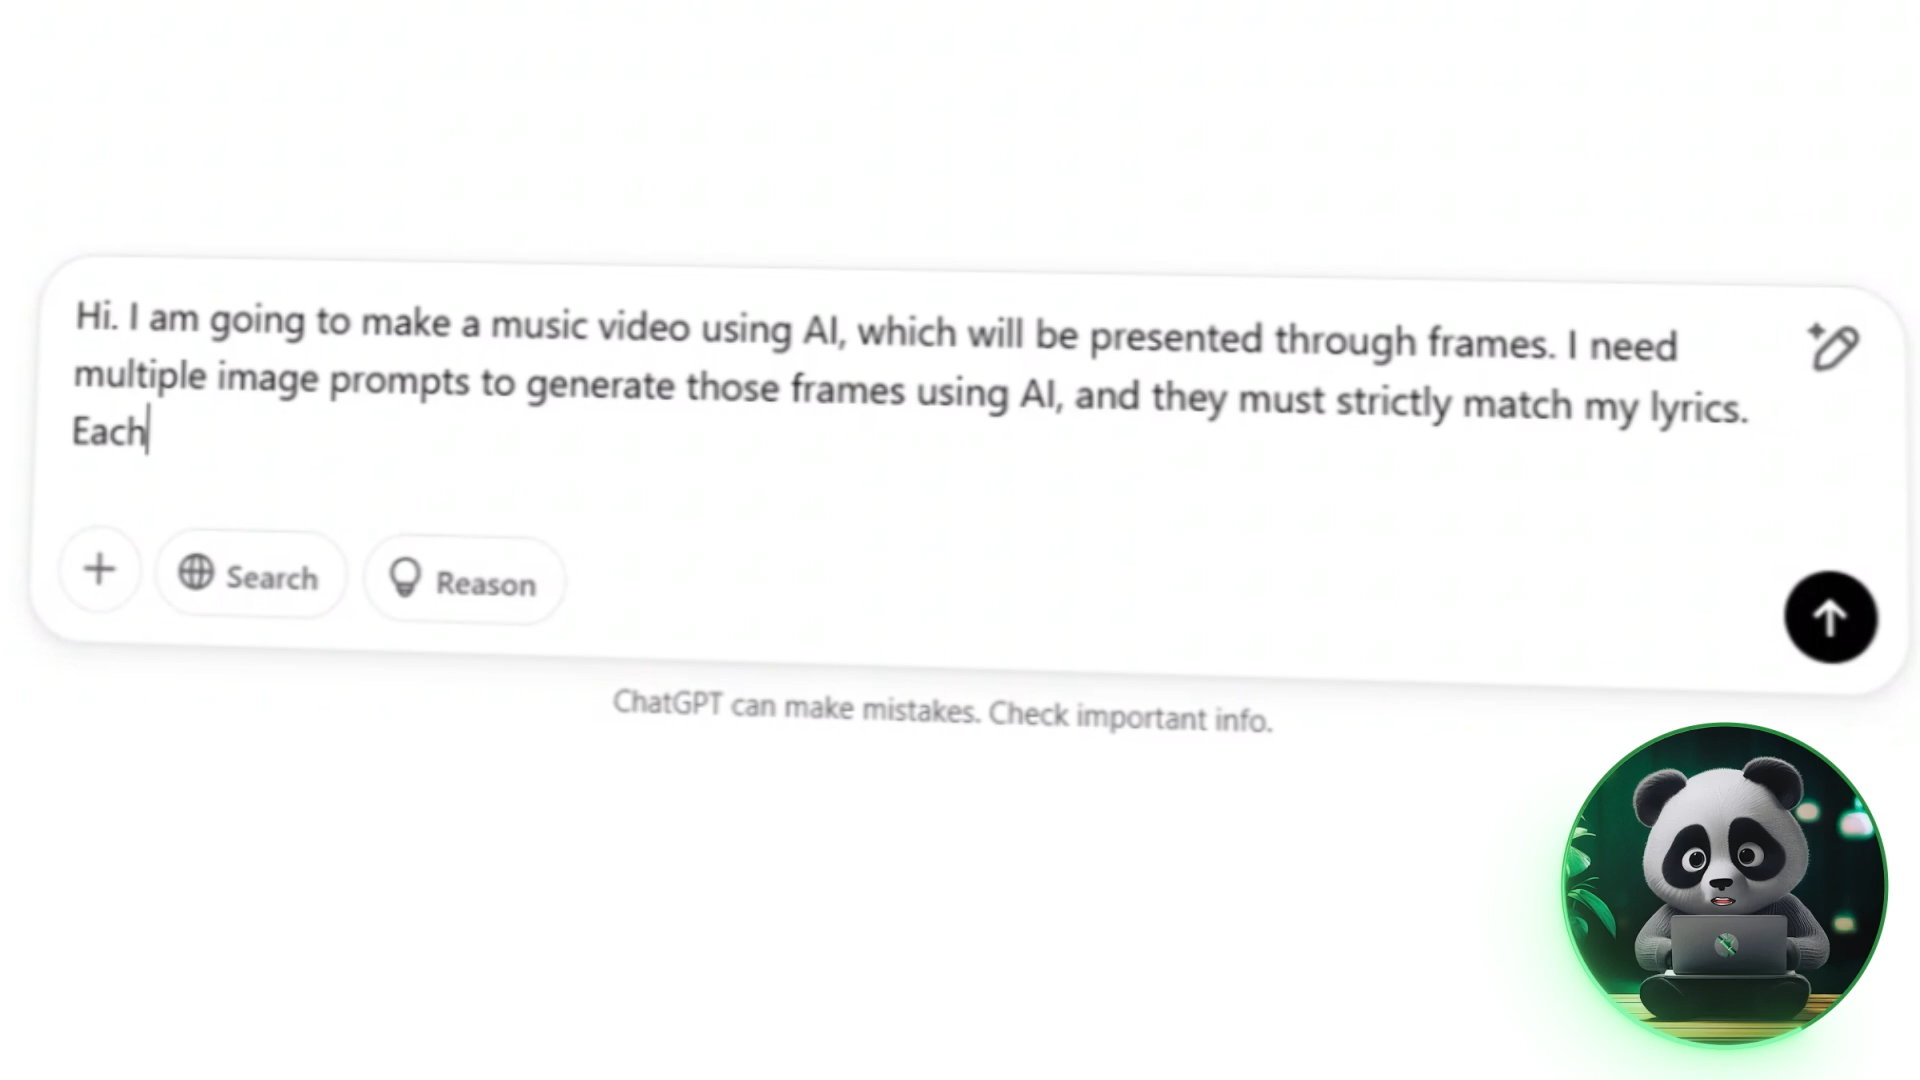 Hi. I am going to make a music video using AI, which will be presented through frames. I need
multiple image prompts to generate those frames using AI, and they must strictly match my lyrics.
Each
Search
Reason
ChatGPT can make mistakes. Check important info.